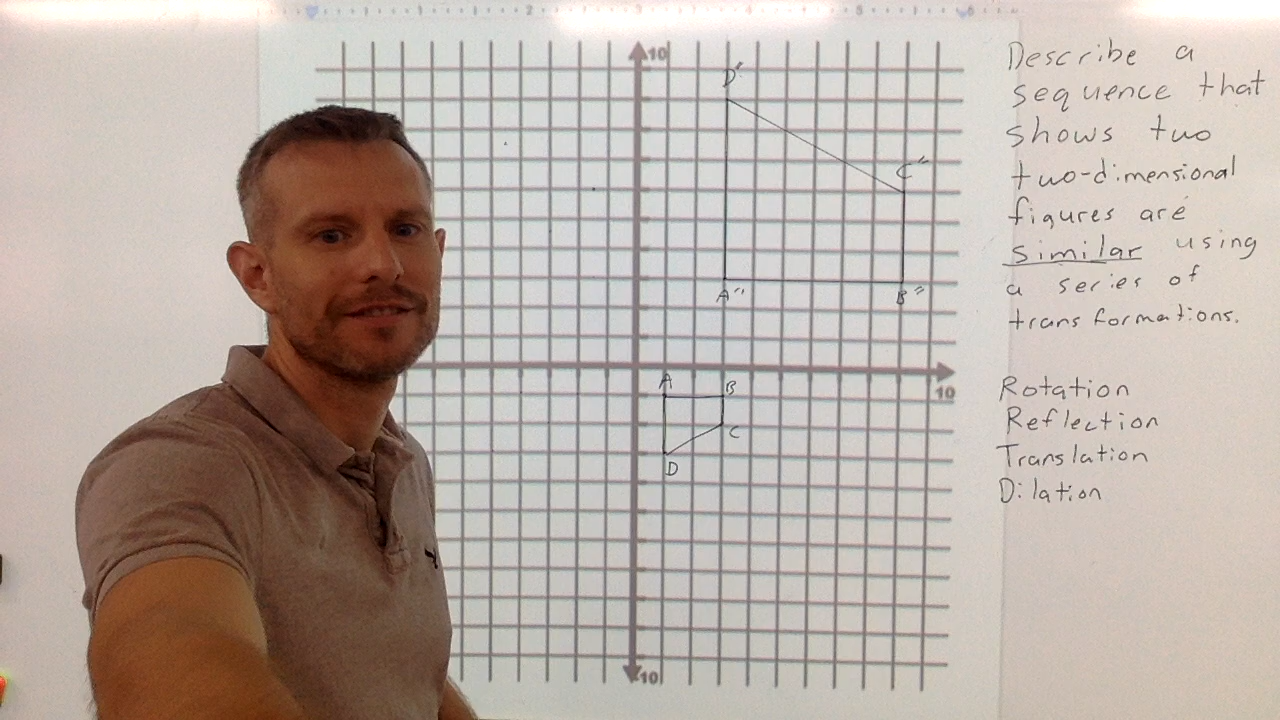 10
D"
C"
A"
B"
A
B
10
C
D
-10
Describe a
sequence that
shows two
two-dimensional
figures are
similar using
a series of
transformations.
Rotation
Reflection
Translation
Dilation